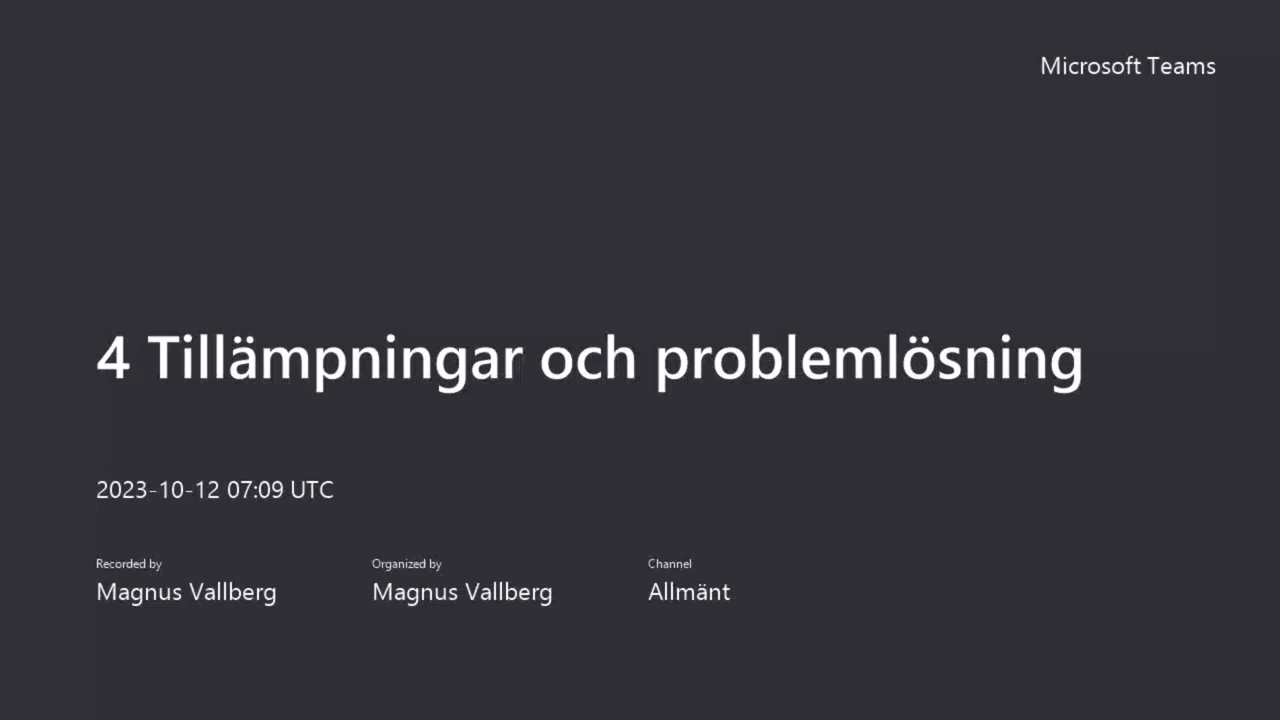 Microsoft Teams
4 Tillämpningar och problemlösning
2023-10-12 07:09 UTC
Recorded by
Magnus Vallberg
Organized by
Magnus Vallberg
Channel
Allmänt